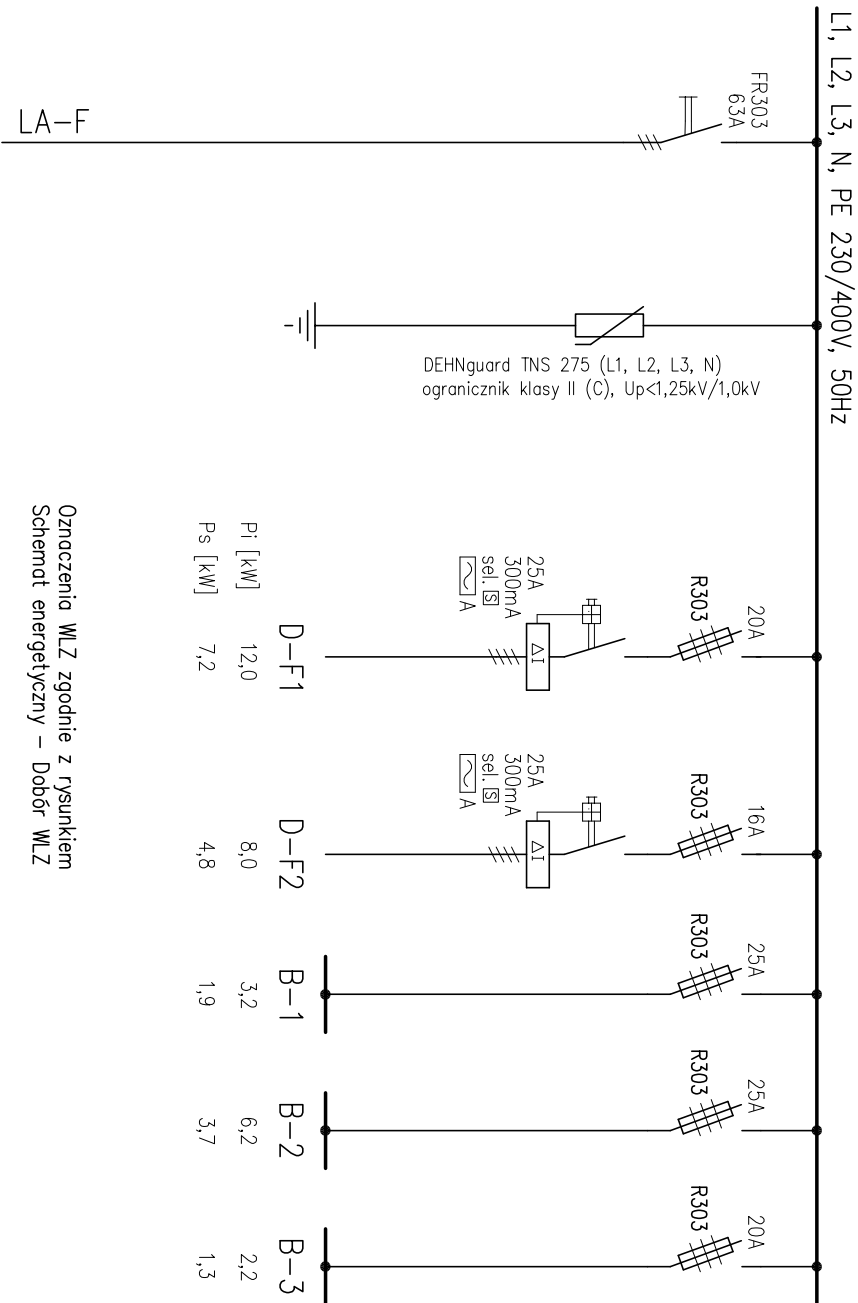 L1, L2, L3, N, PE 230/400V, 50Hz
FR303
63A
LA-F
DEHNguard TNS 275 (L1, L2, L3, N)
ogranicznik klasy II (C), Up<1,25kV/1,0kV
20A
R303
25A
300mA
sel. S
A
ΔI
D-F1
16A
R303
25A
300mA
sel. S
A
ΔI
D-F2
25A
R303
B-1
25A
R303
B-2
20A
R303
B-3
Pi [kW] 12,0 8,0 3,2 6,2 2,2
Ps [kW] 7,2 4,8 1,9 3,7 1,3
Oznaczenia WLZ zgodnie z rysunkiem
Schemat energetyczny - Dobór WLZ